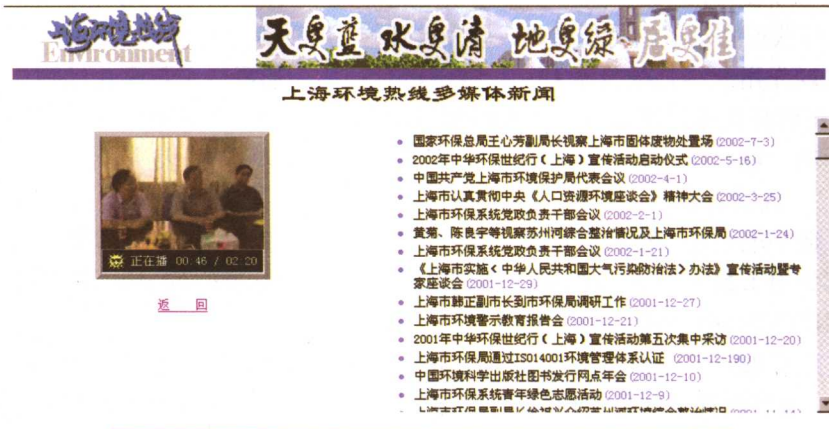 上海环境热线
Environment
天更蓝 水更清 地更绿 居更佳
上海环境热线多媒体新闻
正在播 00:46 / 02:20
返 回
国家环保总局王心芳副局长视察上海市固体废物处置场 (2002-7-3)
2002年中华环保世纪行(上海)宣传活动启动仪式 (2002-5-16)
中国共产党上海市环境保护局代表会议 (2002-4-1)
上海市认真贯彻中央《人口资源环境座谈会》精神大会 (2002-3-25)
上海市环保系统党政负责干部会议 (2002-2-1)
黄菊、陈良宇等视察苏州河综合整治情况及上海市环保局 (2002-1-24)
上海市环保系统党政负责干部会议 (2002-1-21)
《上海市实施<中华人民共和国大气污染防治法>办法》宣传活动暨专
家座谈会 (2001-12-29)
上海市韩正副市长到市环保局调研工作 (2001-12-27)
上海市环境警示教育报告会 (2001-12-21)
2001年中华环保世纪行(上海)宣传活动第五次集中采访 (2001-12-20)
上海市环保局通过ISO14001环境管理体系认证 (2001-12-190)
中国环境科学出版社图书发行网点年会 (2001-12-10)
上海市环保系统青年绿色志愿活动 (2001-12-9)